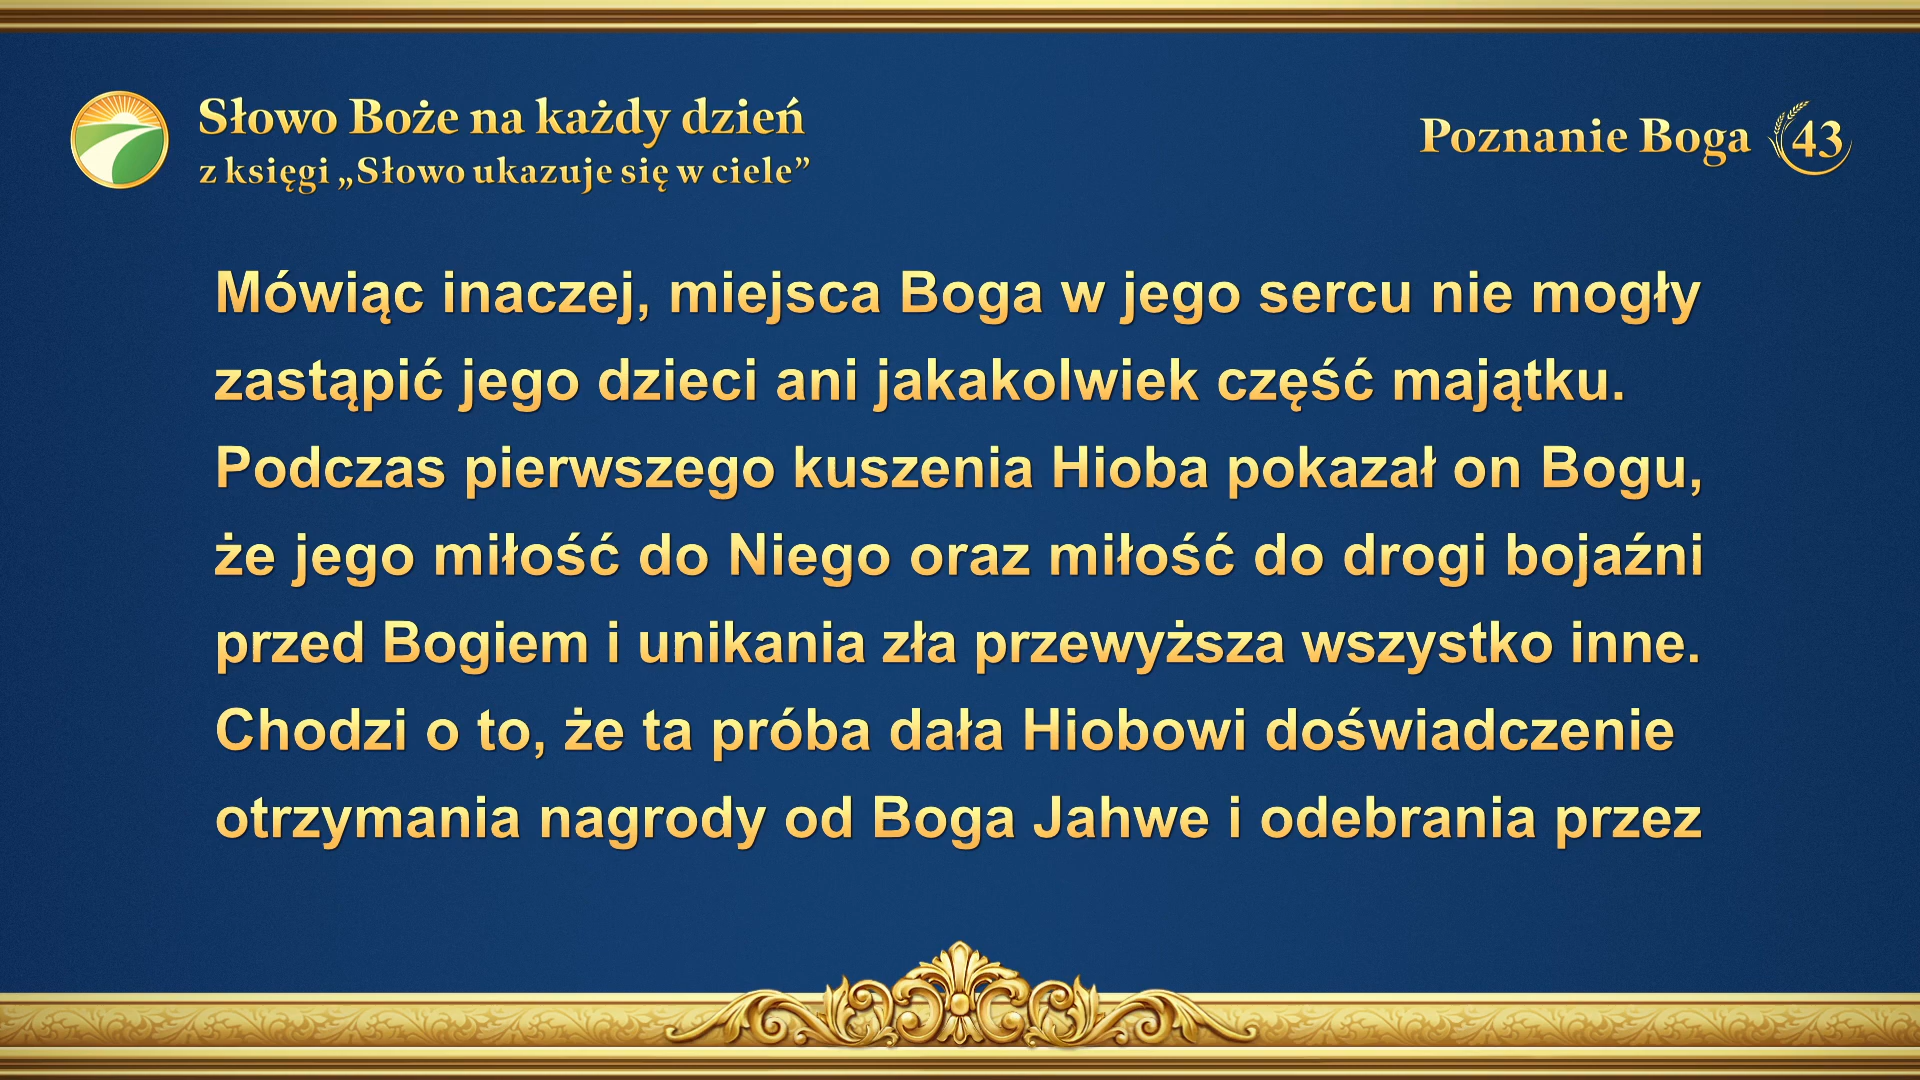 Słowo Boże na każdy dzień
z księgi „Słowo ukazuje się w ciele”
Poznanie Boga 43
Mówiąc inaczej, miejsca Boga w jego sercu nie mogły
zastąpić jego dzieci ani jakakolwiek część majątku.
Podczas pierwszego kuszenia Hioba pokazał on Bogu,
że jego miłość do Niego oraz miłość do drogi bojaźni
przed Bogiem i unikania zła przewyższa wszystko inne.
Chodzi o to, że ta próba dała Hiobowi doświadczenie
otrzymania nagrody od Boga Jahwe i odebrania przez